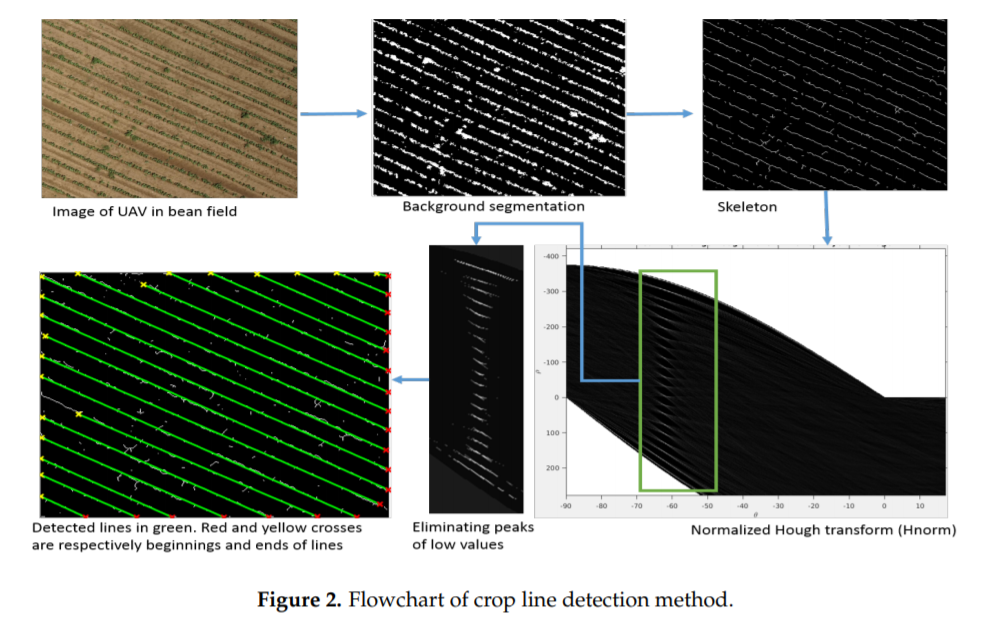 Image of UAV in bean field
Background segmentation
Skeleton
-400
-300
-200
-100
0
100
200
-90
-80
-70
-60
-50
-40
-30
-20
-10
0
10
ρ
θ
Normalized Hough transform (Hnorm)
Eliminating peaks
of low values
Detected lines in green. Red and yellow crosses
are respectively beginnings and ends of lines
Figure 2. Flowchart of crop line detection method.